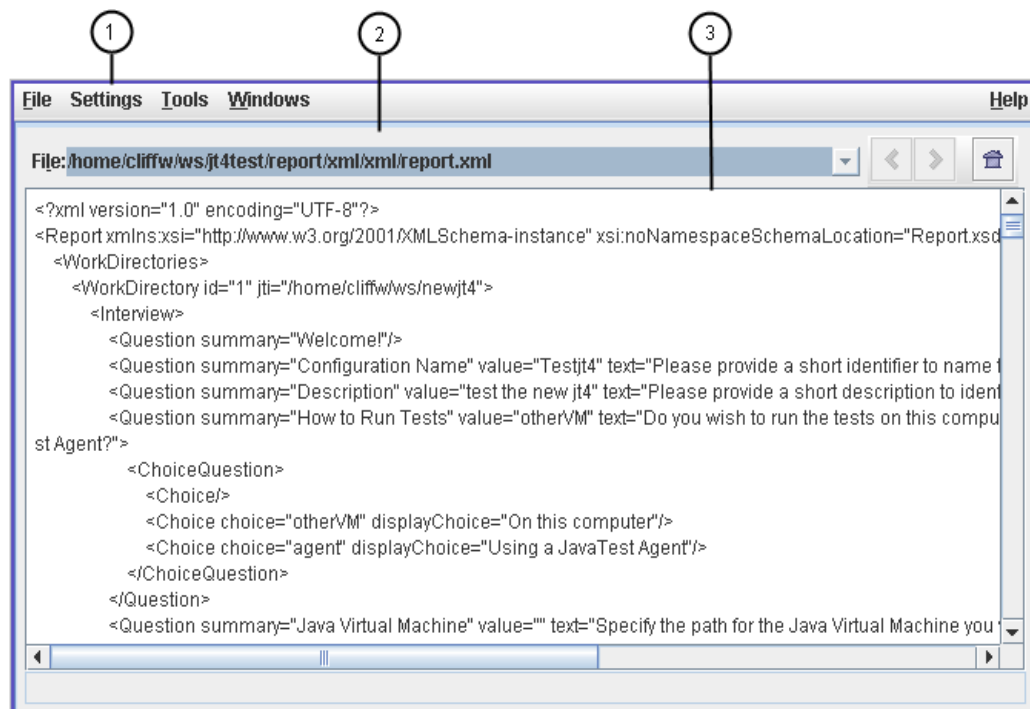 1 2 3
File Settings Tools Windows Help
File: /home/cliffw/ws/jt4test/report/xml/xml/report.xml
<?xml version="1.0" encoding="UTF-8"?>
<Report xmlns:xsi="http://www.w3.org/2001/XMLSchema-instance" xsi:noNamespaceSchemaLocation="Report.xsd
<WorkDirectories>
<WorkDirectory id="1" jti="/home/cliffw/ws/newjt4">
<Interview>
<Question summary="Welcome!"/>
<Question summary="Configuration Name" value="Testjt4" text="Please provide a short identifier to name
<Question summary="Description" value="test the new jt4" text="Please provide a short description to ident
<Question summary="How to Run Tests" value="otherVM" text="Do you wish to run the tests on this compu
st Agent?">
<ChoiceQuestion>
<Choice/>
<Choice choice="otherVM" displayChoice="On this computer"/>
<Choice choice="agent" displayChoice="Using a JavaTest Agent"/>
</ChoiceQuestion>
</Question>
<Question summary="Java Virtual Machine" value="" text="Specify the path for the Java Virtual Machine you